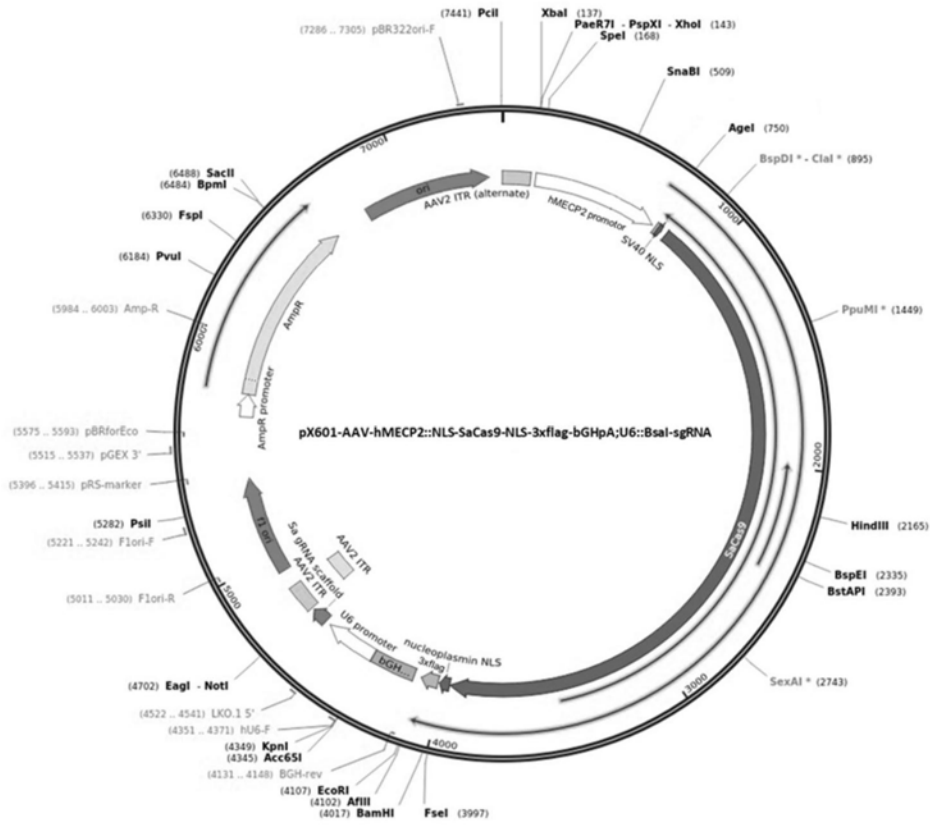 (7441) PciI
XbaI (137)
PaeR7I - PspXI - XhoI (143)
SpeI (168)
(7286 .. 7305) pBR322ori-F
SnaBI (509)
AgeI (750)
BspDI * - ClaI * (895)
7000
1000
(6488) SacII
(6484) BpmI
(6330) FspI
(6184) PvuI
ori
AAV2 ITR (alternate)
hMECP2 promotor
SV40 NLS
(5984 .. 6003) Amp-R
PpuMI * (1449)
AmpR
6000
AmpR promoter
(5575 .. 5593) pBRforEco
pX601-AAV-hMECP2::NLS-SaCas9-NLS-3xflag-bGHpA;U6::BsaI-sgRNA
(5515 .. 5537) pGEX 3'
2000
(5396 .. 5415) pRS-marker
(5282) PsiI
(5221 .. 5242) F1ori-F
f1 ori
Sa gRNA scaffold
AAV2 ITR
AAV2 ITR
SaCas9
HindIII (2165)
BspEI (2335)
BstAPI (2393)
(5011 .. 5030) F1ori-R
5000
U6 promoter
nucleoplasmin NLS
3xflag
bGH...
SexAI * (2743)
3000
(4702) EagI - NotI
(4522 .. 4541) LKO.1 5'
(4351 .. 4371) hU6-F
(4349) KpnI
(4345) Acc65I
(4131 .. 4148) BGH-rev
4000
(4107) EcoRI
(4102) AflII
(4017) BamHI
FseI (3997)